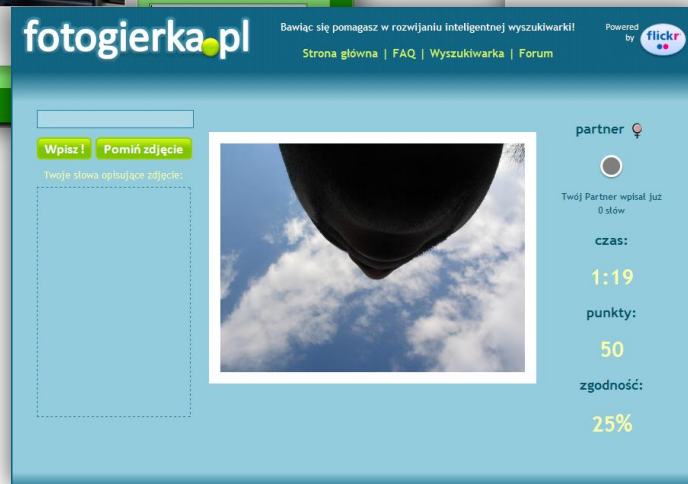 fotogierka.pl
Bawiąc się pomagasz w rozwijaniu inteligentnej wyszukiwarki!
Strona główna | FAQ | Wyszukiwarka | Forum
Powered
by
flickr
Wpisz !
Pomiń zdjęcie
Twoje słowa opisujące zdjęcie:
partner
Twój Partner wpisał już
0 słów
czas:
1:19
punkty:
50
zgodność:
25%